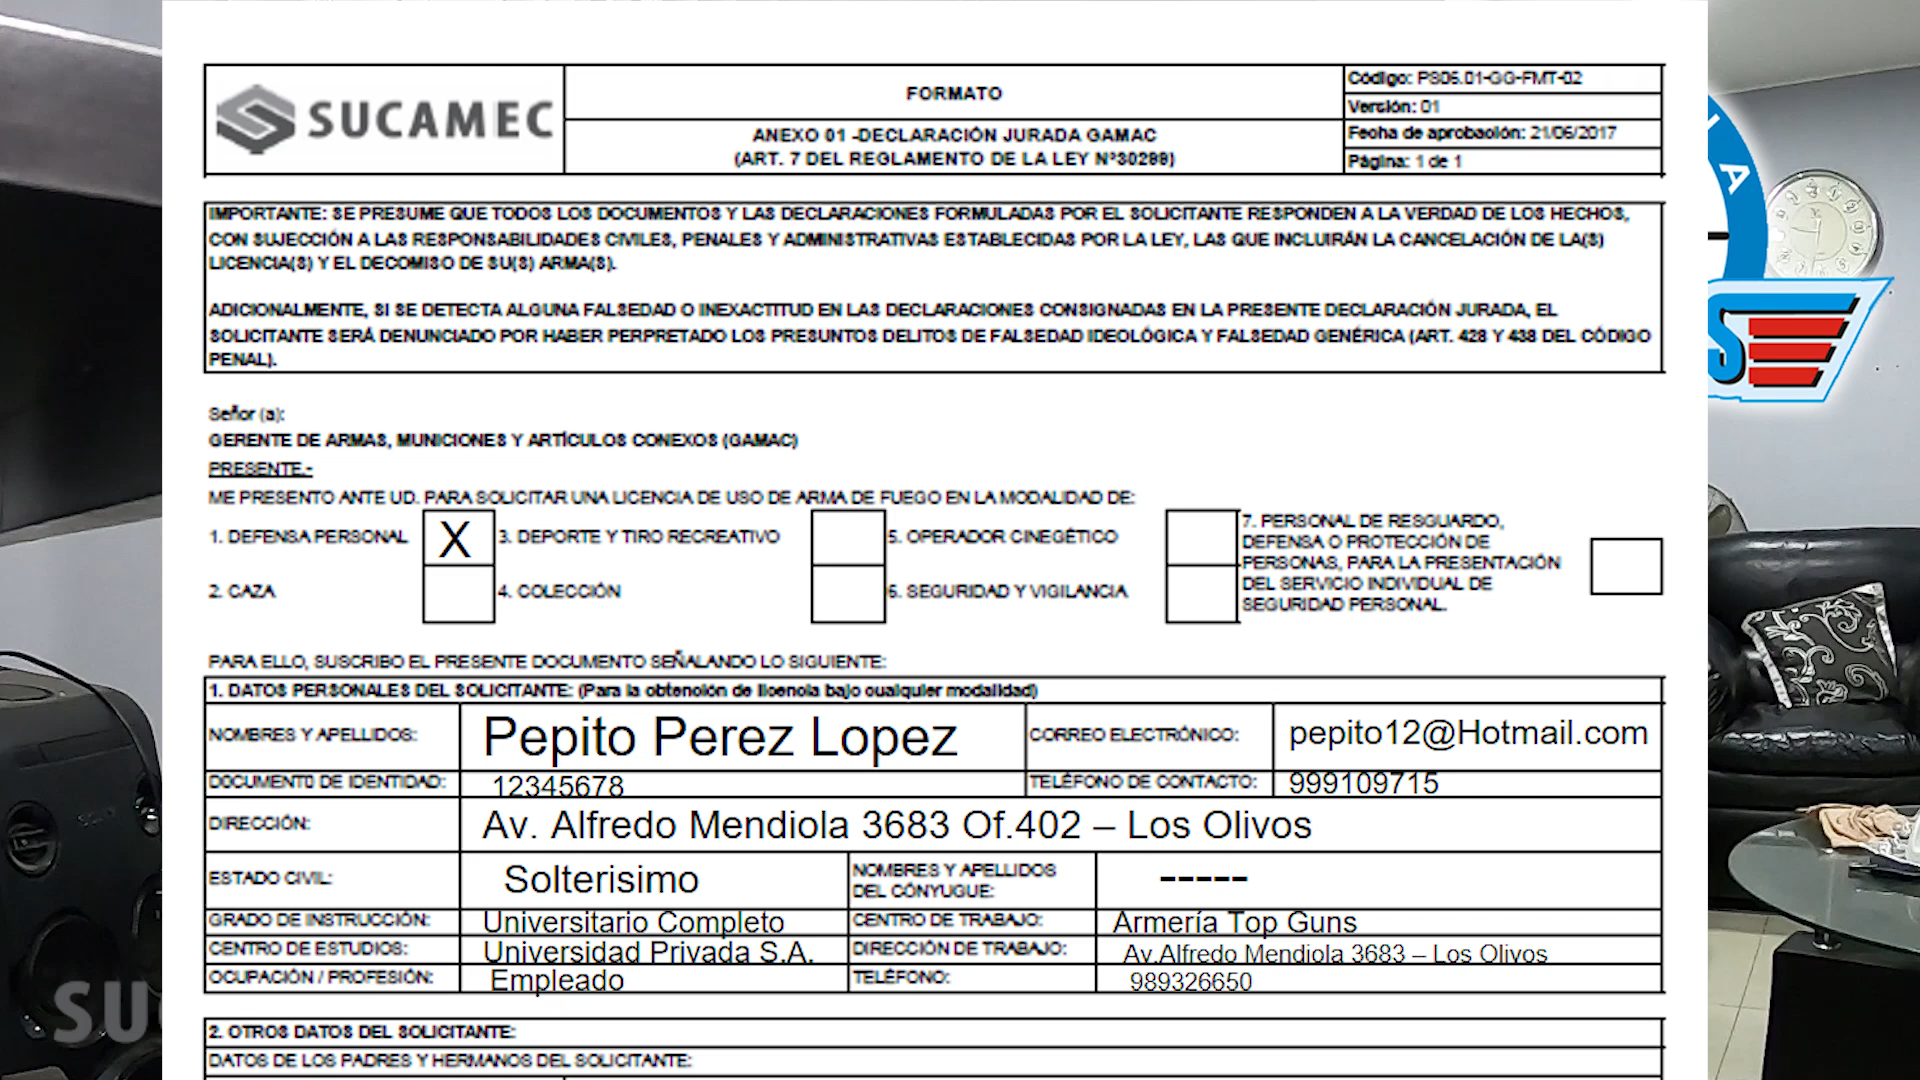 SUCAMEC
FORMATO
ANEXO 01 -DECLARACIÓN JURADA GAMAC
(ART. 7 DEL REGLAMENTO DE LA LEY Nº30299)
Código: PS06.01-GG-FMT-02
Versión: 01
Fecha de aprobación: 21/06/2017
Página: 1 de 1
IMPORTANTE: SE PRESUME QUE TODOS LOS DOCUMENTOS Y LAS DECLARACIONES FORMULADAS POR EL SOLICITANTE RESPONDEN A LA VERDAD DE LOS HECHOS,
CON SUJECCIÓN A LAS RESPONSABILIDADES CIVILES, PENALES Y ADMINISTRATIVAS ESTABLECIDAS POR LA LEY, LAS QUE INCLUIRÁN LA CANCELACIÓN DE LA(S)
LICENCIA(S) Y EL DECOMISO DE SU(S) ARMA(S).
ADICIONALMENTE, SI SE DETECTA ALGUNA FALSEDAD O INEXACTITUD EN LAS DECLARACIONES CONSIGNADAS EN LA PRESENTE DECLARACIÓN JURADA, EL
SOLICITANTE SERÁ DENUNCIADO POR HABER PERPRETADO LOS PRESUNTOS DELITOS DE FALSEDAD IDEOLÓGICA Y FALSEDAD GENÉRICA (ART. 428 Y 438 DEL CÓDIGO
PENAL).
Señor (a):
GERENTE DE ARMAS, MUNICIONES Y ARTÍCULOS CONEXOS (GAMAC)
PRESENTE.-
ME PRESENTO ANTE UD. PARA SOLICITAR UNA LICENCIA DE USO DE ARMA DE FUEGO EN LA MODALIDAD DE:
1. DEFENSA PERSONAL X
2. CAZA
3. DEPORTE Y TIRO RECREATIVO
4. COLECCIÓN
5. OPERADOR CINEGÉTICO
6. SEGURIDAD Y VIGILANCIA
7. PERSONAL DE RESGUARDO,
DEFENSA O PROTECCIÓN DE
PERSONAS, PARA LA PRESENTACIÓN
DEL SERVICIO INDIVIDUAL DE
SEGURIDAD PERSONAL.
PARA ELLO, SUSCRIBO EL PRESENTE DOCUMENTO SEÑALANDO LO SIGUIENTE:
1. DATOS PERSONALES DEL SOLICITANTE: (Para la obtención de licencia bajo cualquier modalidad)
NOMBRES Y APELLIDOS: Pepito Perez Lopez CORREO ELECTRÓNICO: pepito12@Hotmail.com
DOCUMENTO DE IDENTIDAD: 12345678 TELÉFONO DE CONTACTO: 999109715
DIRECCIÓN: Av. Alfredo Mendiola 3683 Of.402 – Los Olivos
ESTADO CIVIL: Solterisimo NOMBRES Y APELLIDOS
DEL CÓNYUGUE: -----
GRADO DE INSTRUCCIÓN: Universitario Completo CENTRO DE TRABAJO: Armería Top Guns
CENTRO DE ESTUDIOS: Universidad Privada S.A. DIRECCIÓN DE TRABAJO: Av.Alfredo Mendiola 3683 – Los Olivos
OCUPACIÓN / PROFESIÓN: Empleado TELÉFONO: 989326650
2. OTROS DATOS DEL SOLICITANTE:
DATOS DE LOS PADRES Y HERMANOS DEL SOLICITANTE:
SU
I A
S